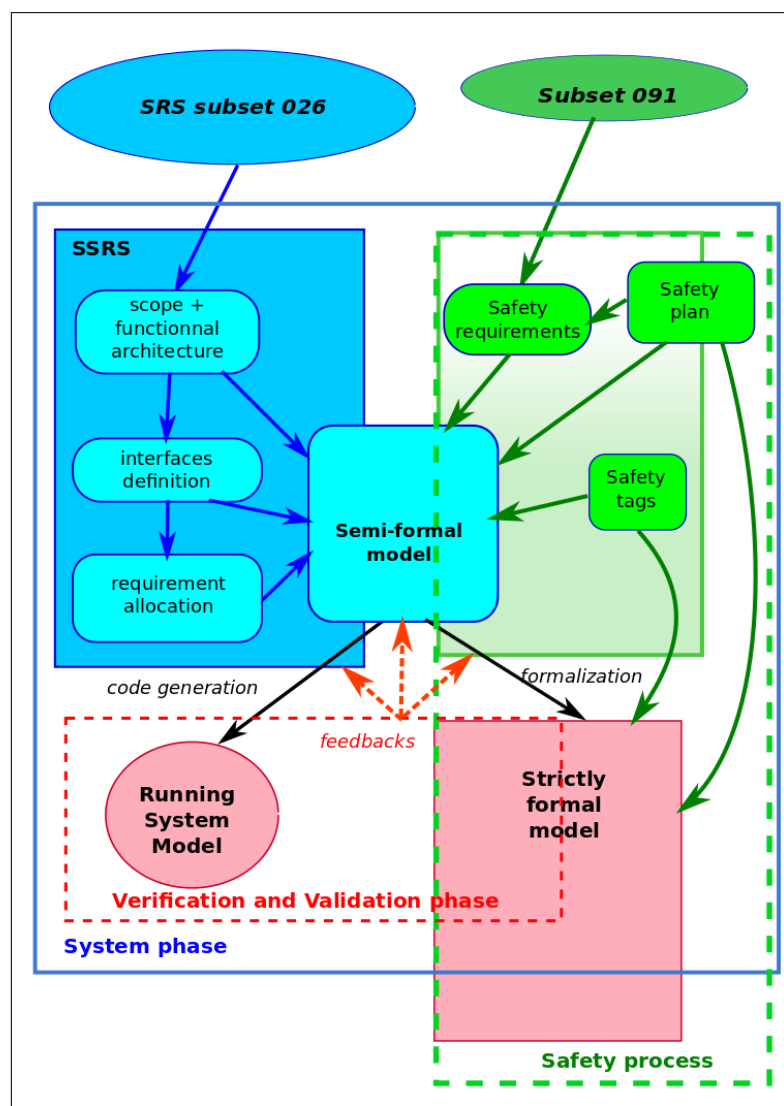 SRS subset 026
Subset 091
SSRS
scope +
functionnal
architecture
Safety
requirements
Safety
plan
interfaces
definition
Safety
tags
Semi-formal
model
requirement
allocation
code generation
formalization
feedbacks
Running
System
Model
Strictly
formal
model
Verification and Validation phase
System phase
Safety process